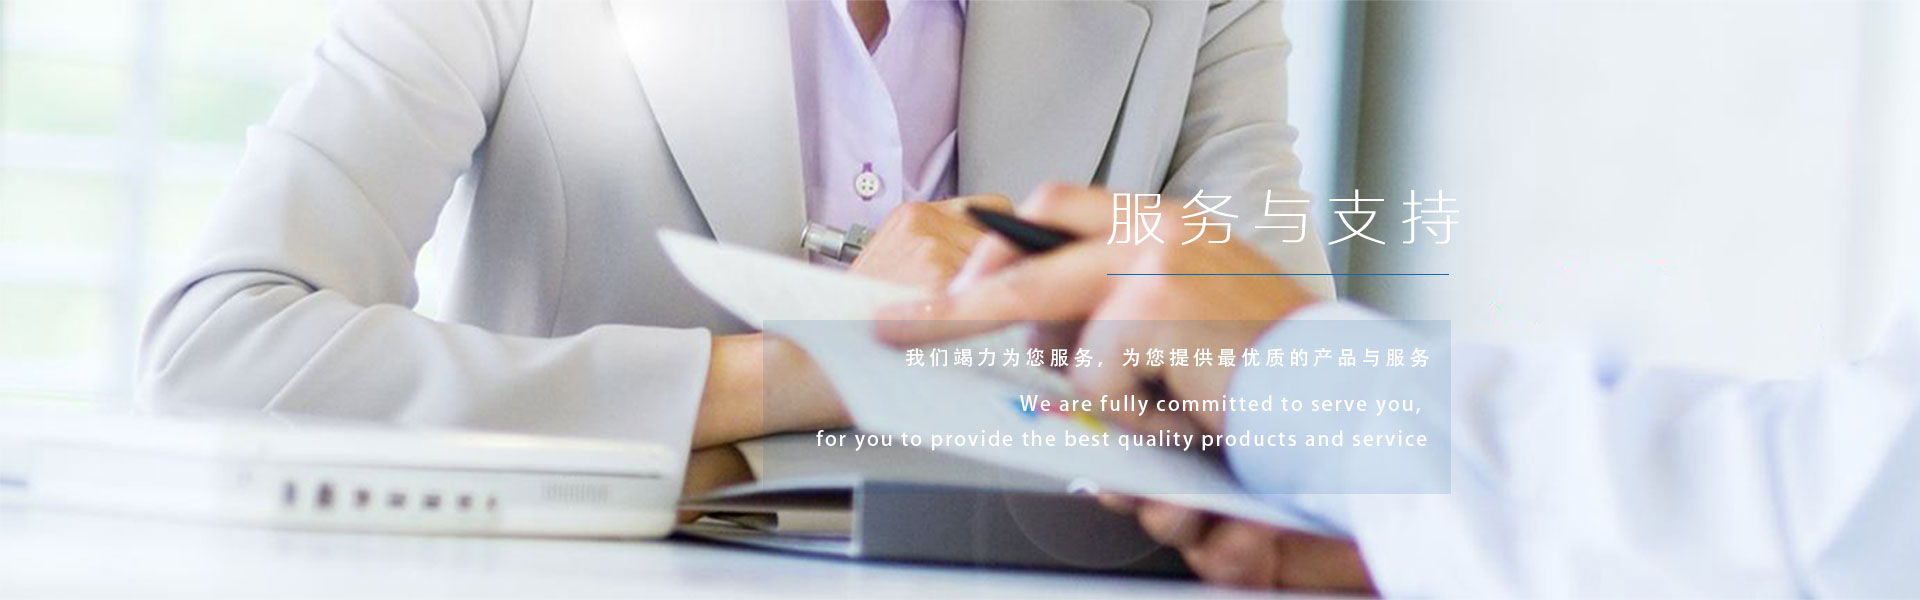 服务与支持
我们竭力为您服务，为您提供最优质的产品与服务
We are fully committed to serve you,
for you to provide the best quality products and service